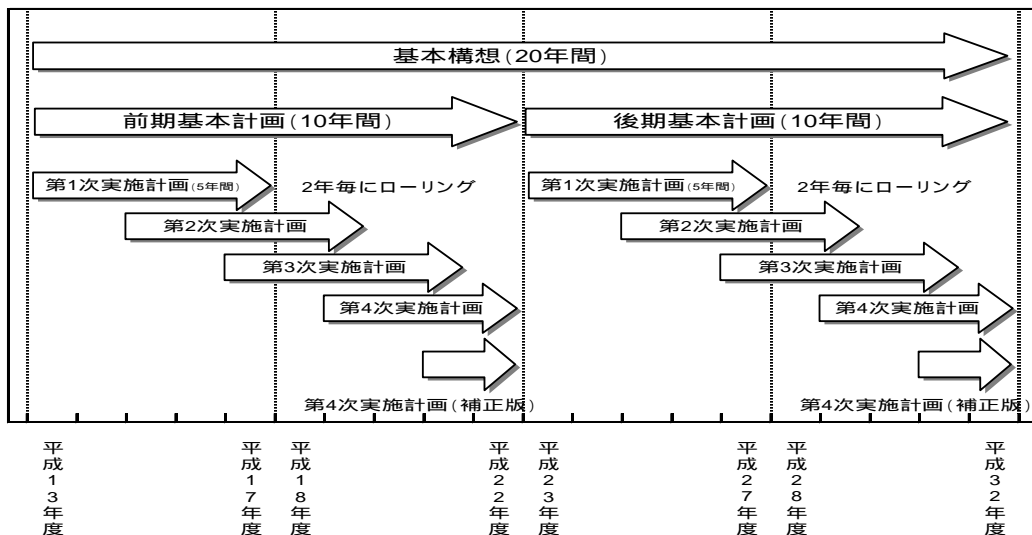 基本構想(20年間)
前期基本計画(10年間)
後期基本計画(10年間)
第1次実施計画(5年間)
2年毎にローリング
第1次実施計画(5年間)
2年毎にローリング
第2次実施計画
第2次実施計画
第3次実施計画
第3次実施計画
第4次実施計画
第4次実施計画
第4次実施計画(補正版)
第4次実施計画(補正版)
平成13年度
平成17年度
平成18年度
平成22年度
平成23年度
平成27年度
平成28年度
平成32年度